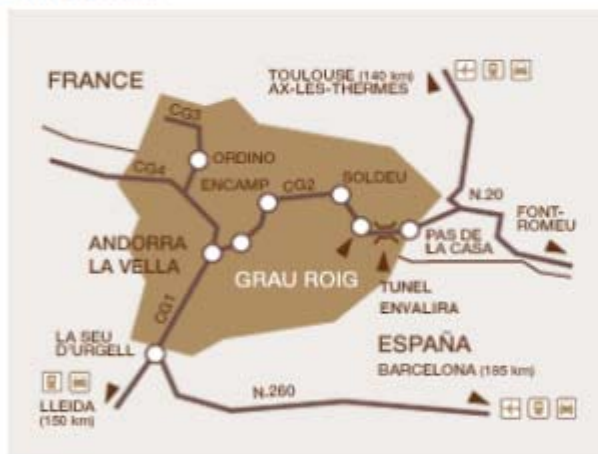 FRANCE
TOULOUSE (140 km)
AX-LES-THERMES
CG3
ORDINO
CG4
ENCAMP
CG2
SOLDEU
N.20
FONT-
ROMEU
ANDORRA
LA VELLA
PAS DE
LA CASA
GRAU ROIG
TUNEL
ENVALIRA
CG1
LA SEU
D'URGELL
ESPAÑA
BARCELONA (185 km)
N.260
LLEIDA
(150 km)